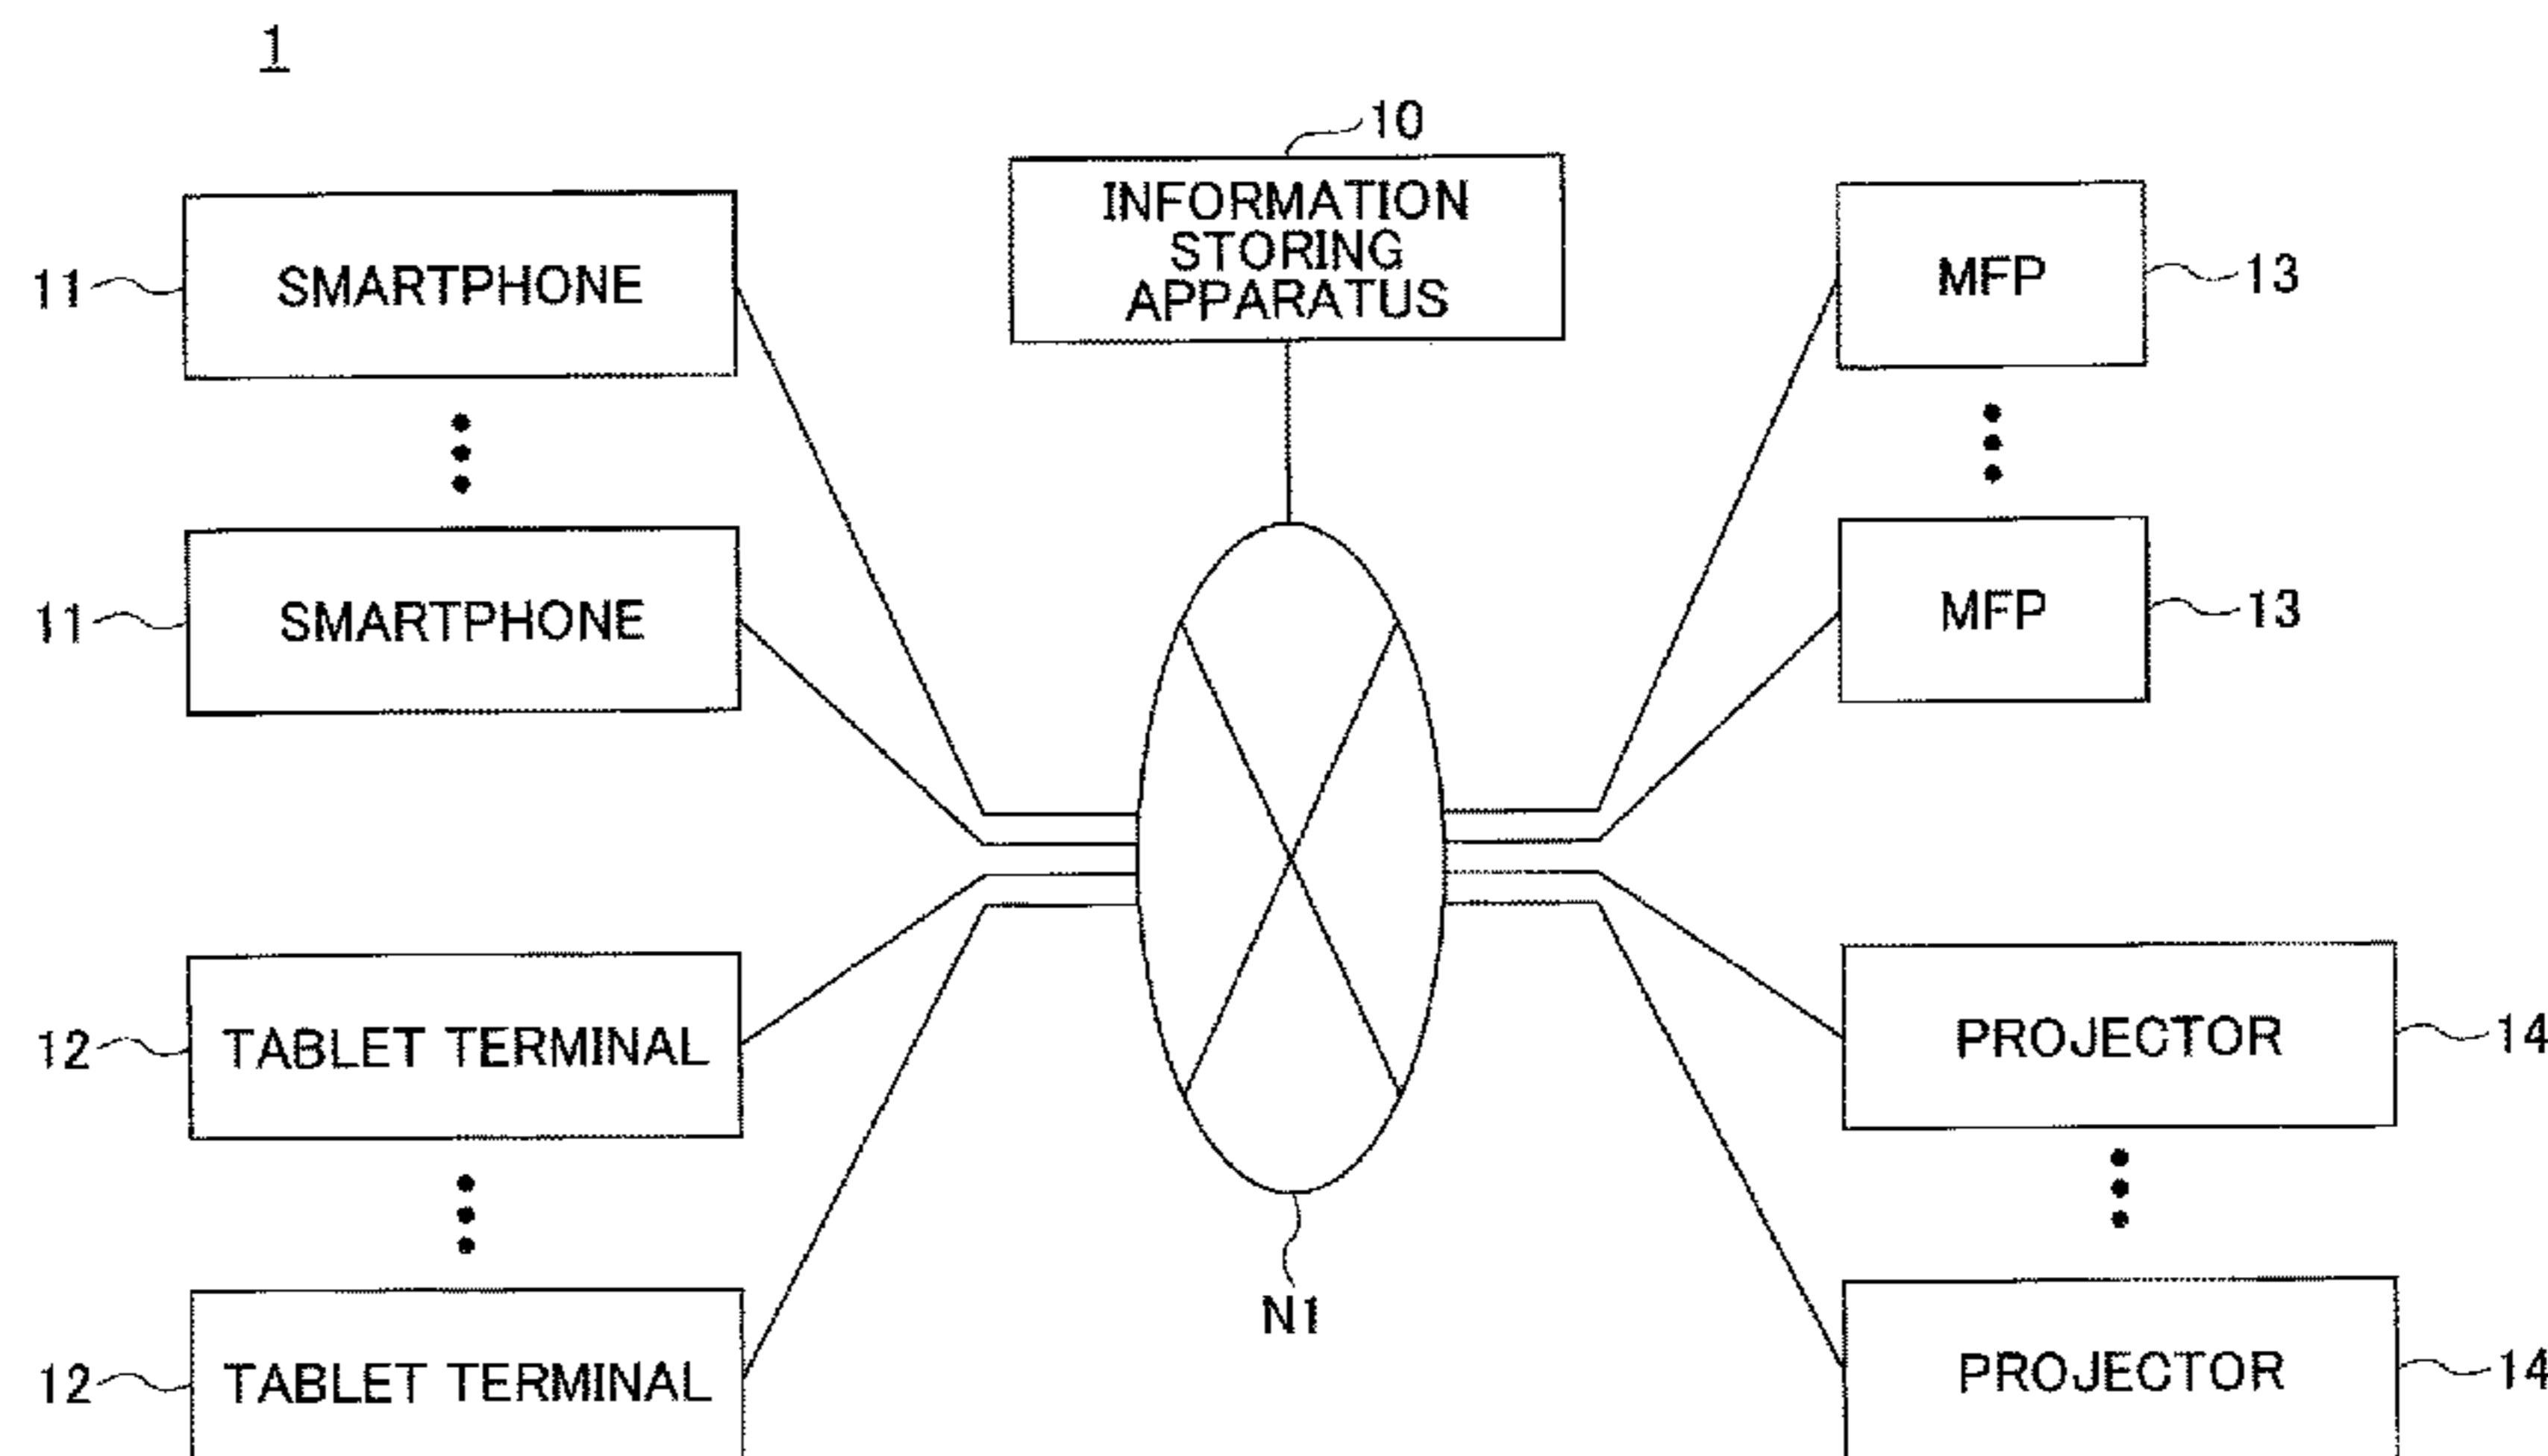 1
10
INFORMATION
STORING
APPARATUS
11
SMARTPHONE
MFP
13
11
SMARTPHONE
MFP
13
12
TABLET TERMINAL
PROJECTOR
14
N1
12
TABLET TERMINAL
PROJECTOR
14